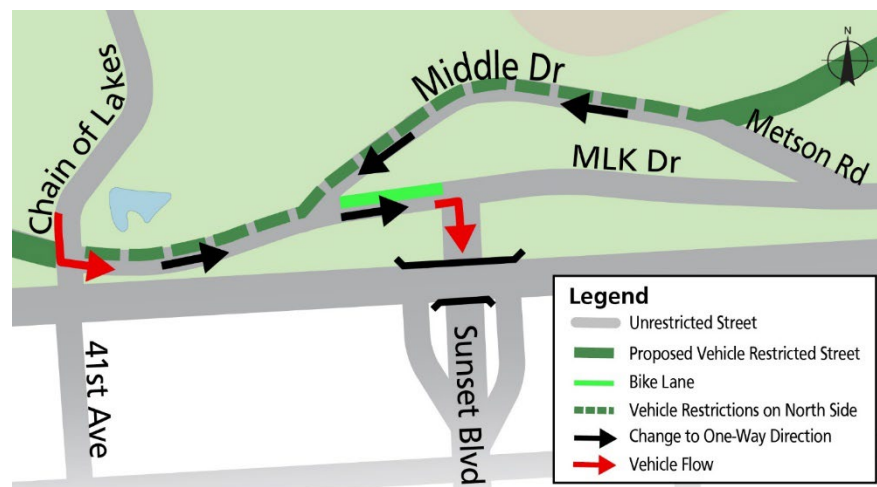 Chain of Lakes
Middle Dr
N
Metson Rd
MLK Dr
41st Ave
Sunset Blvd
Legend
Unrestricted Street
Proposed Vehicle Restricted Street
Bike Lane
Vehicle Restrictions on North Side
Change to One-Way Direction
Vehicle Flow